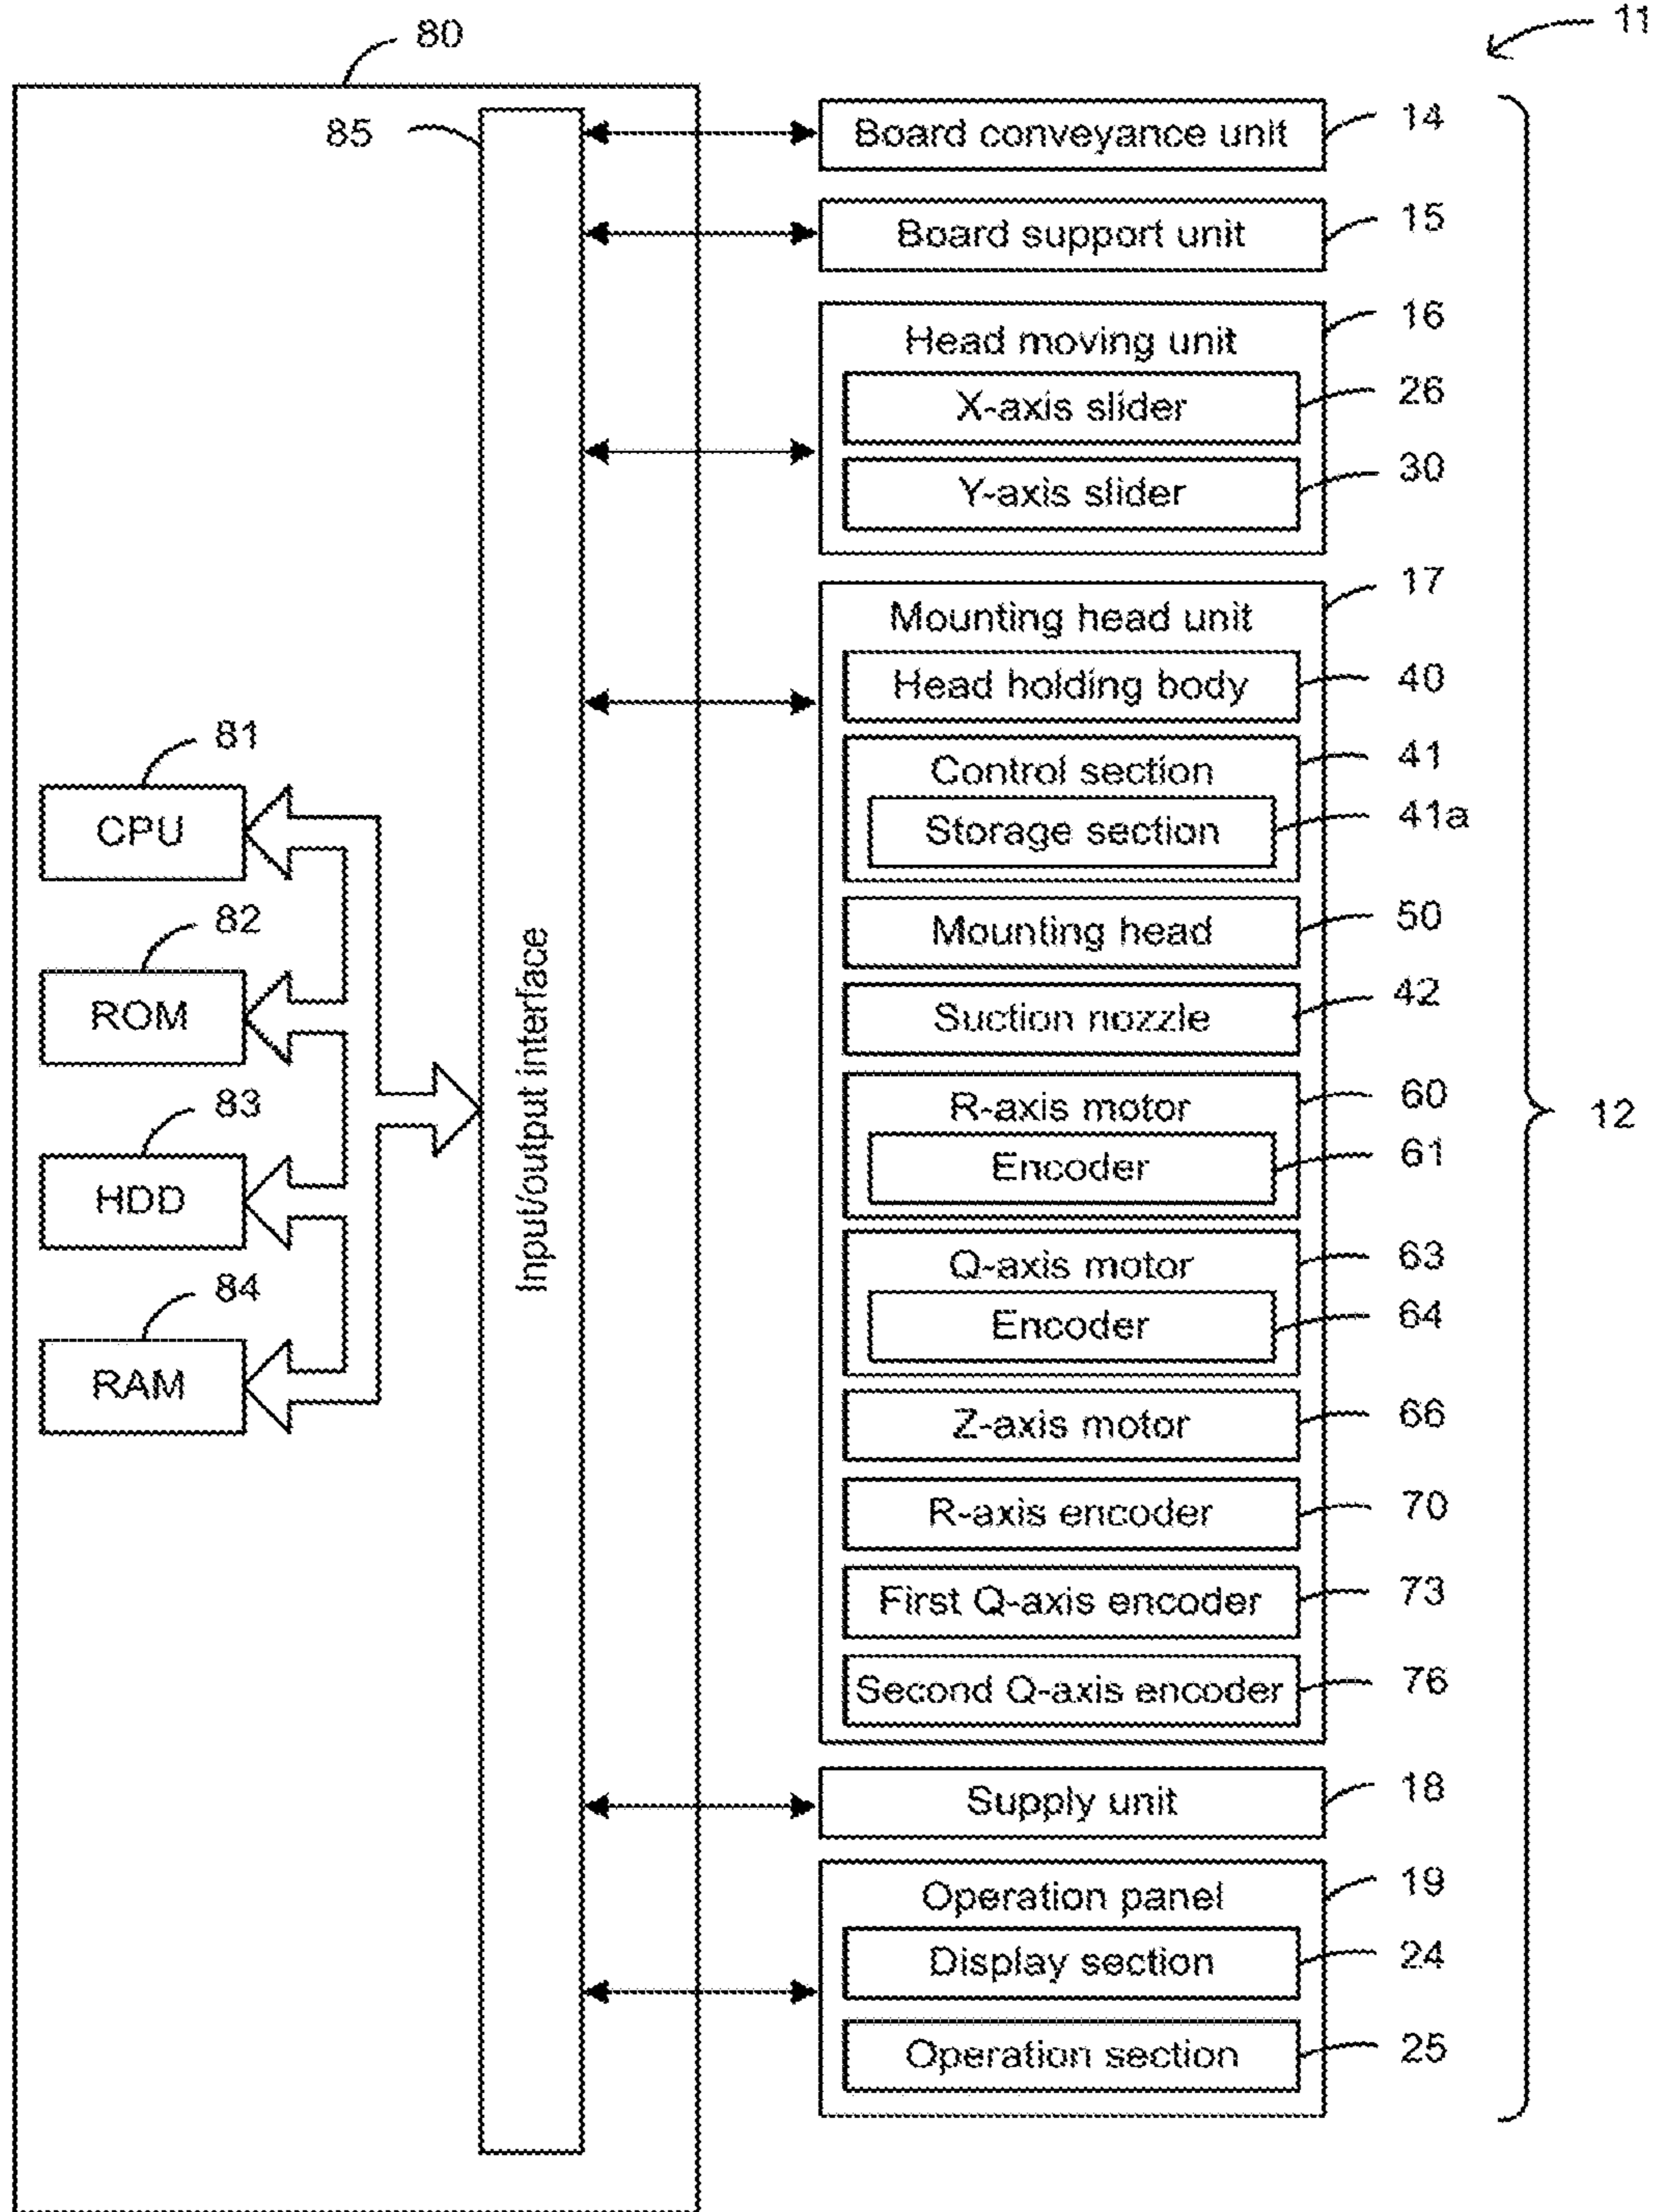 80
11
85
Board conveyance unit
14
Board support unit
15
Head moving unit
16
X-axis slider
26
Y-axis slider
30
Mounting head unit
17
Head holding body
40
Control section
41
Storage section
41a
Mounting head
50
Suction nozzle
42
R-axis motor
60
Encoder
61
Q-axis motor
63
Encoder
64
Z-axis motor
66
R-axis encoder
70
First Q-axis encoder
73
Second Q-axis encoder
76
Supply unit
18
Operation panel
19
Display section
24
Operation section
25
12
81
CPU
82
ROM
83
HDD
84
RAM
Input/output interface